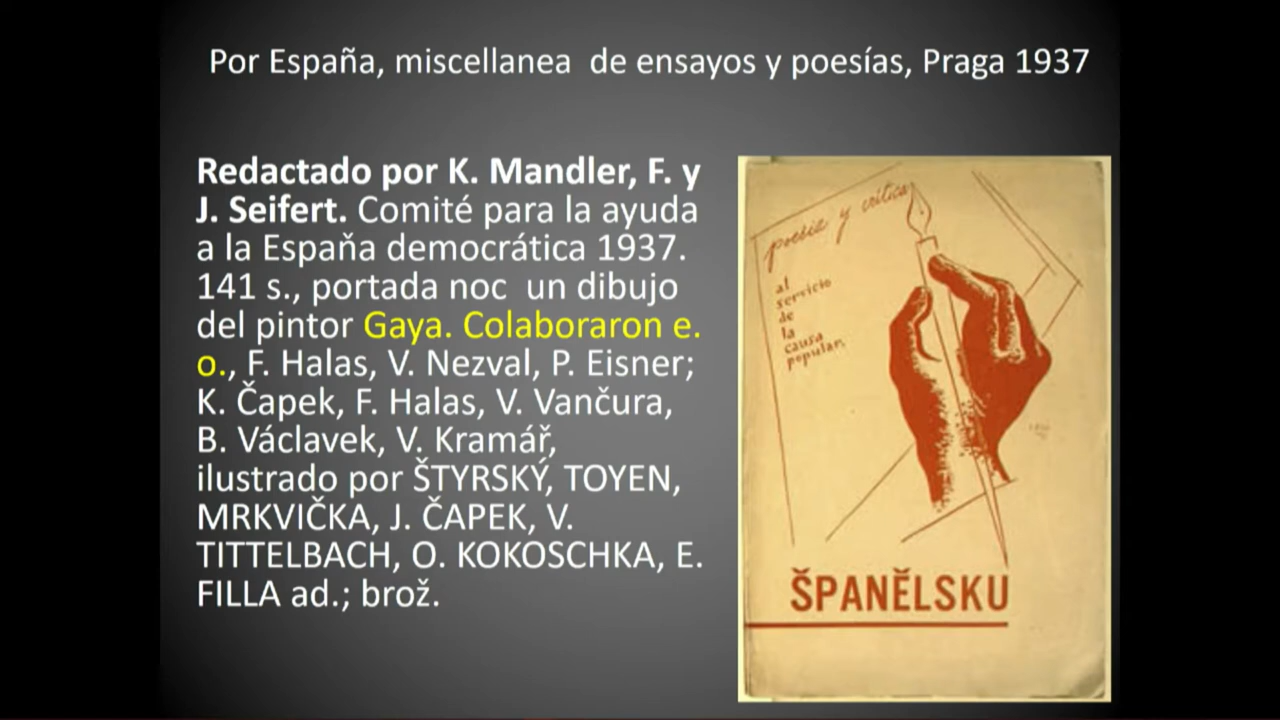 Por España, miscellanea de ensayos y poesías, Praga 1937
Redactado por K. Mandler, F. y
J. Seifert. Comité para la ayuda
a la Espaňa democrática 1937.
141 s., portada noc un dibujo
del pintor Gaya. Colaboraron e.
o., F. Halas, V. Nezval, P. Eisner;
K. Čapek, F. Halas, V. Vančura,
B. Václavek, V. Kramář,
ilustrado por ŠTYRSKÝ, TOYEN,
MRKVIČKA, J. ČAPEK, V.
TITTELBACH, O. KOKOSCHKA, E.
FILLA ad.; brož.
poesía y crítica
al
servicio
de
la
causa
popular.
ŠPANĚLSKU